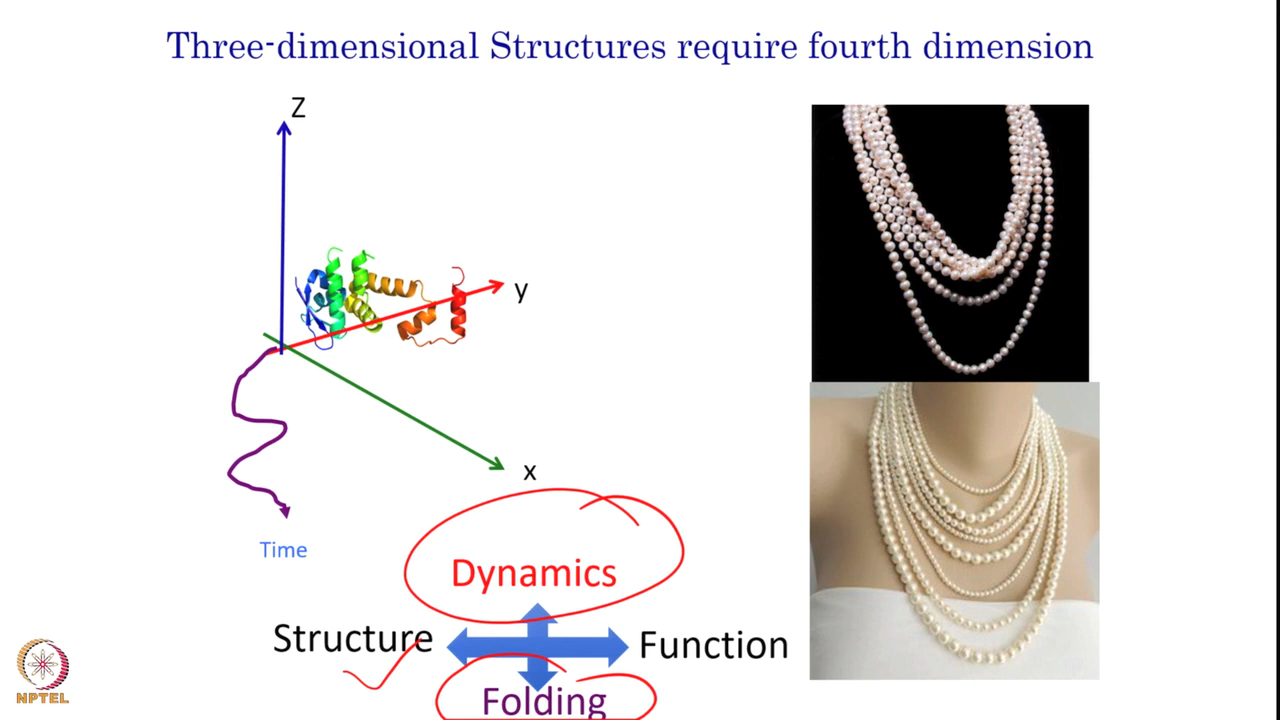 Three-dimensional Structures require fourth dimension
Z
y
x
Time
Dynamics
Structure
Function
Folding
NPTEL